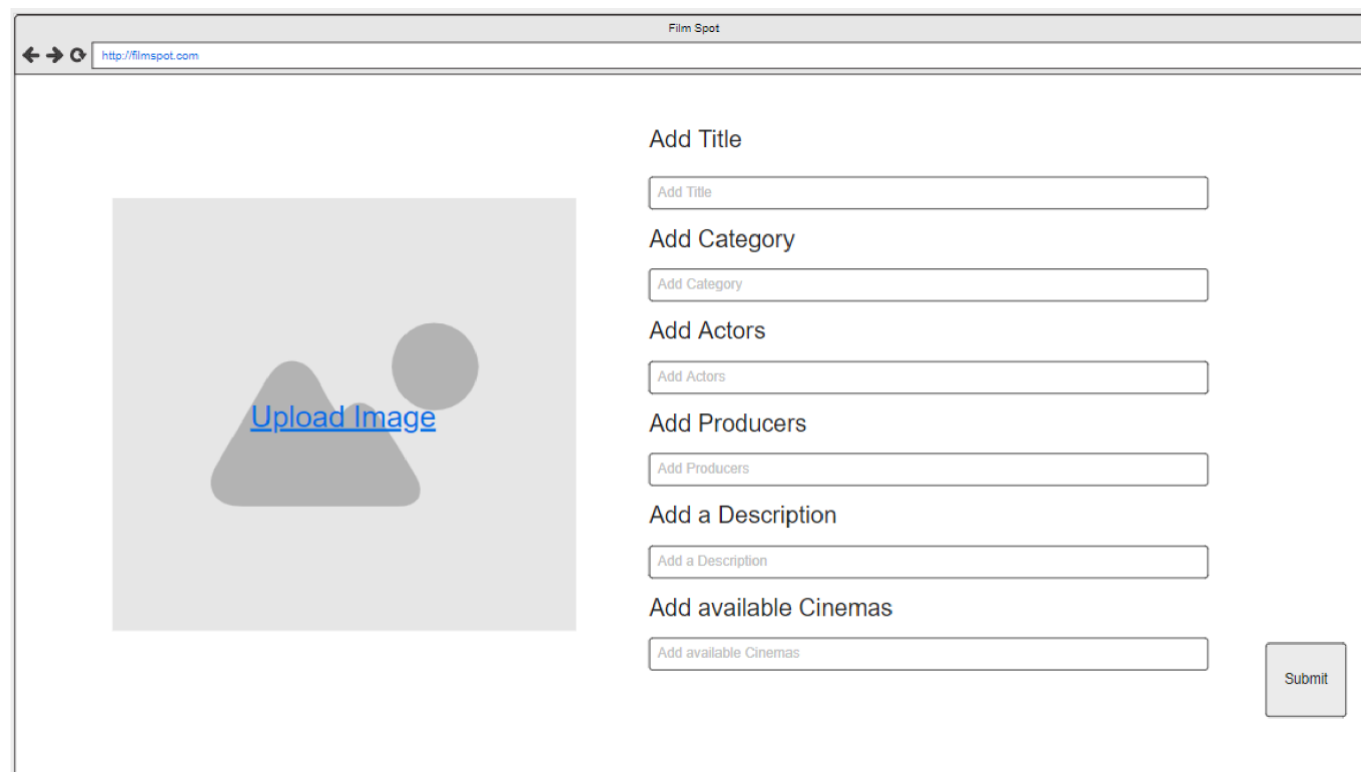 Film Spot
http://filmspot.com
Upload Image
Add Title
Add Title
Add Category
Add Category
Add Actors
Add Actors
Add Producers
Add Producers
Add a Description
Add a Description
Add available Cinemas
Add available Cinemas
Submit